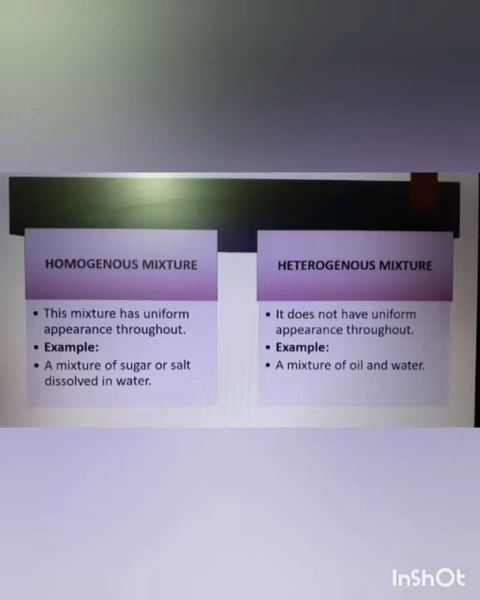 HOMOGENOUS MIXTURE
• This mixture has uniform
appearance throughout.
• Example:
• A mixture of sugar or salt
dissolved in water.
HETEROGENOUS MIXTURE
• It does not have uniform
appearance throughout.
• Example:
• A mixture of oil and water.
InShOt